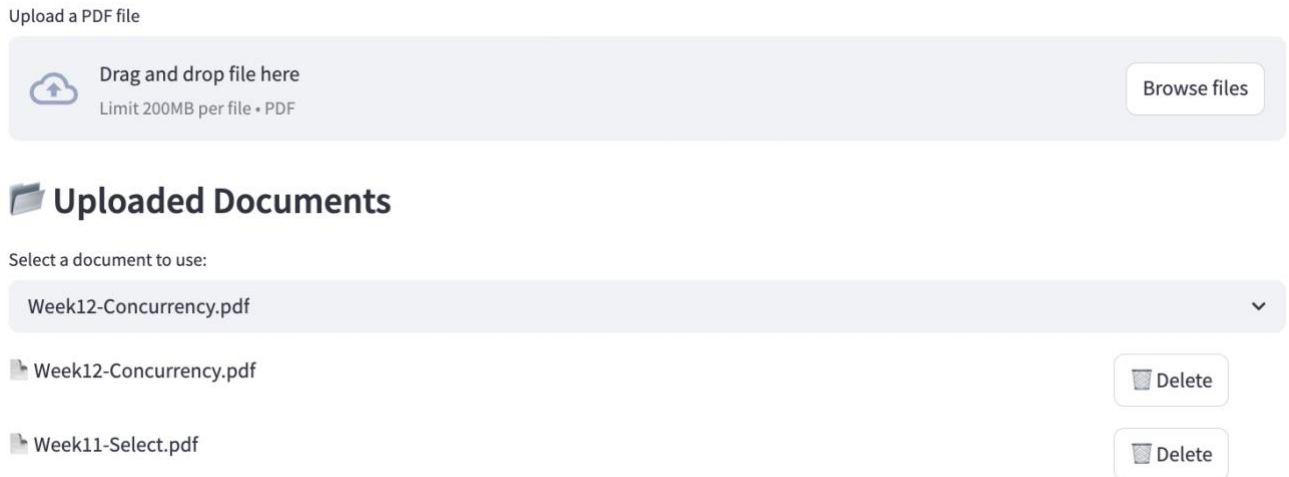 Upload a PDF file
Drag and drop file here
Limit 200MB per file • PDF
Browse files
Uploaded Documents
Select a document to use:
Week12-Concurrency.pdf
Week12-Concurrency.pdf
Delete
Week11-Select.pdf
Delete